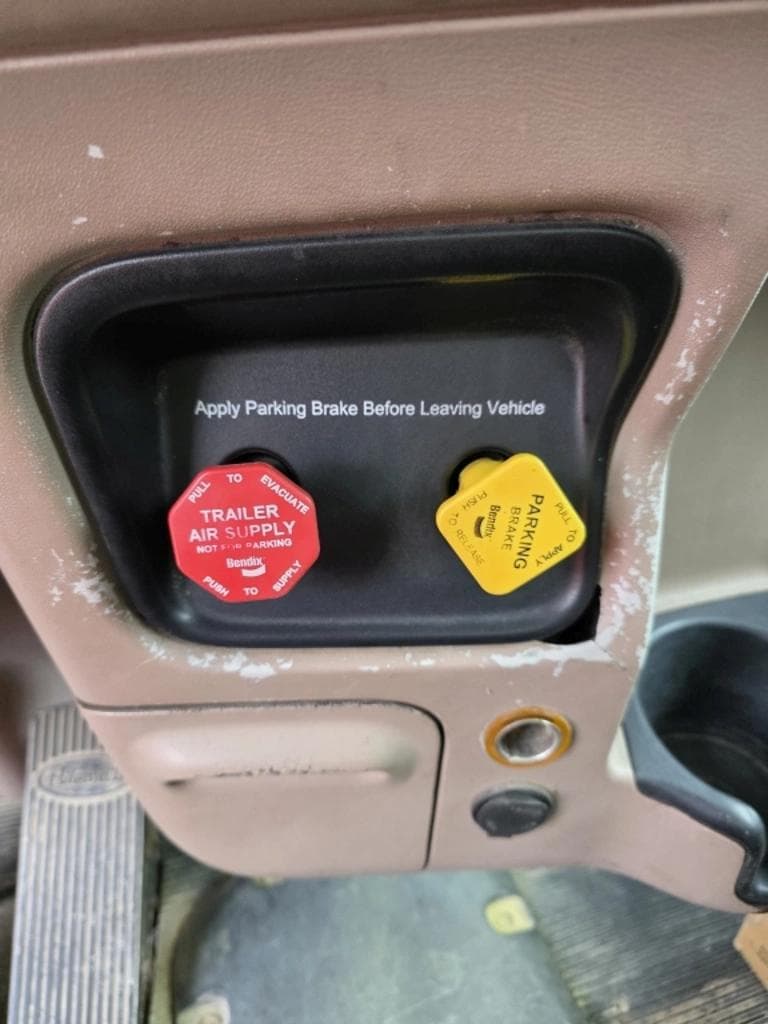 Apply Parking Brake Before Leaving Vehicle
PULL TO EVACUATE
TRAILER
AIR SUPPLY
NOT FOR PARKING
Bendix
PUSH TO SUPPLY
PULL TO APPLY
PARKING
BRAKE
Bendix
PUSH TO RELEASE